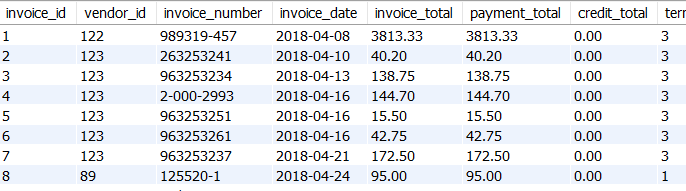 invoice_id vendor_id invoice_number invoice_date invoice_total payment_total credit_total terr
1 122 989319-457 2018-04-08 3813.33 3813.33 0.00 3
2 123 263253241 2018-04-10 40.20 40.20 0.00 3
3 123 963253234 2018-04-13 138.75 138.75 0.00 3
4 123 2-000-2993 2018-04-16 144.70 144.70 0.00 3
5 123 963253251 2018-04-16 15.50 15.50 0.00 3
6 123 963253261 2018-04-16 42.75 42.75 0.00 3
7 123 963253237 2018-04-21 172.50 172.50 0.00 3
8 89 125520-1 2018-04-24 95.00 95.00 0.00 1